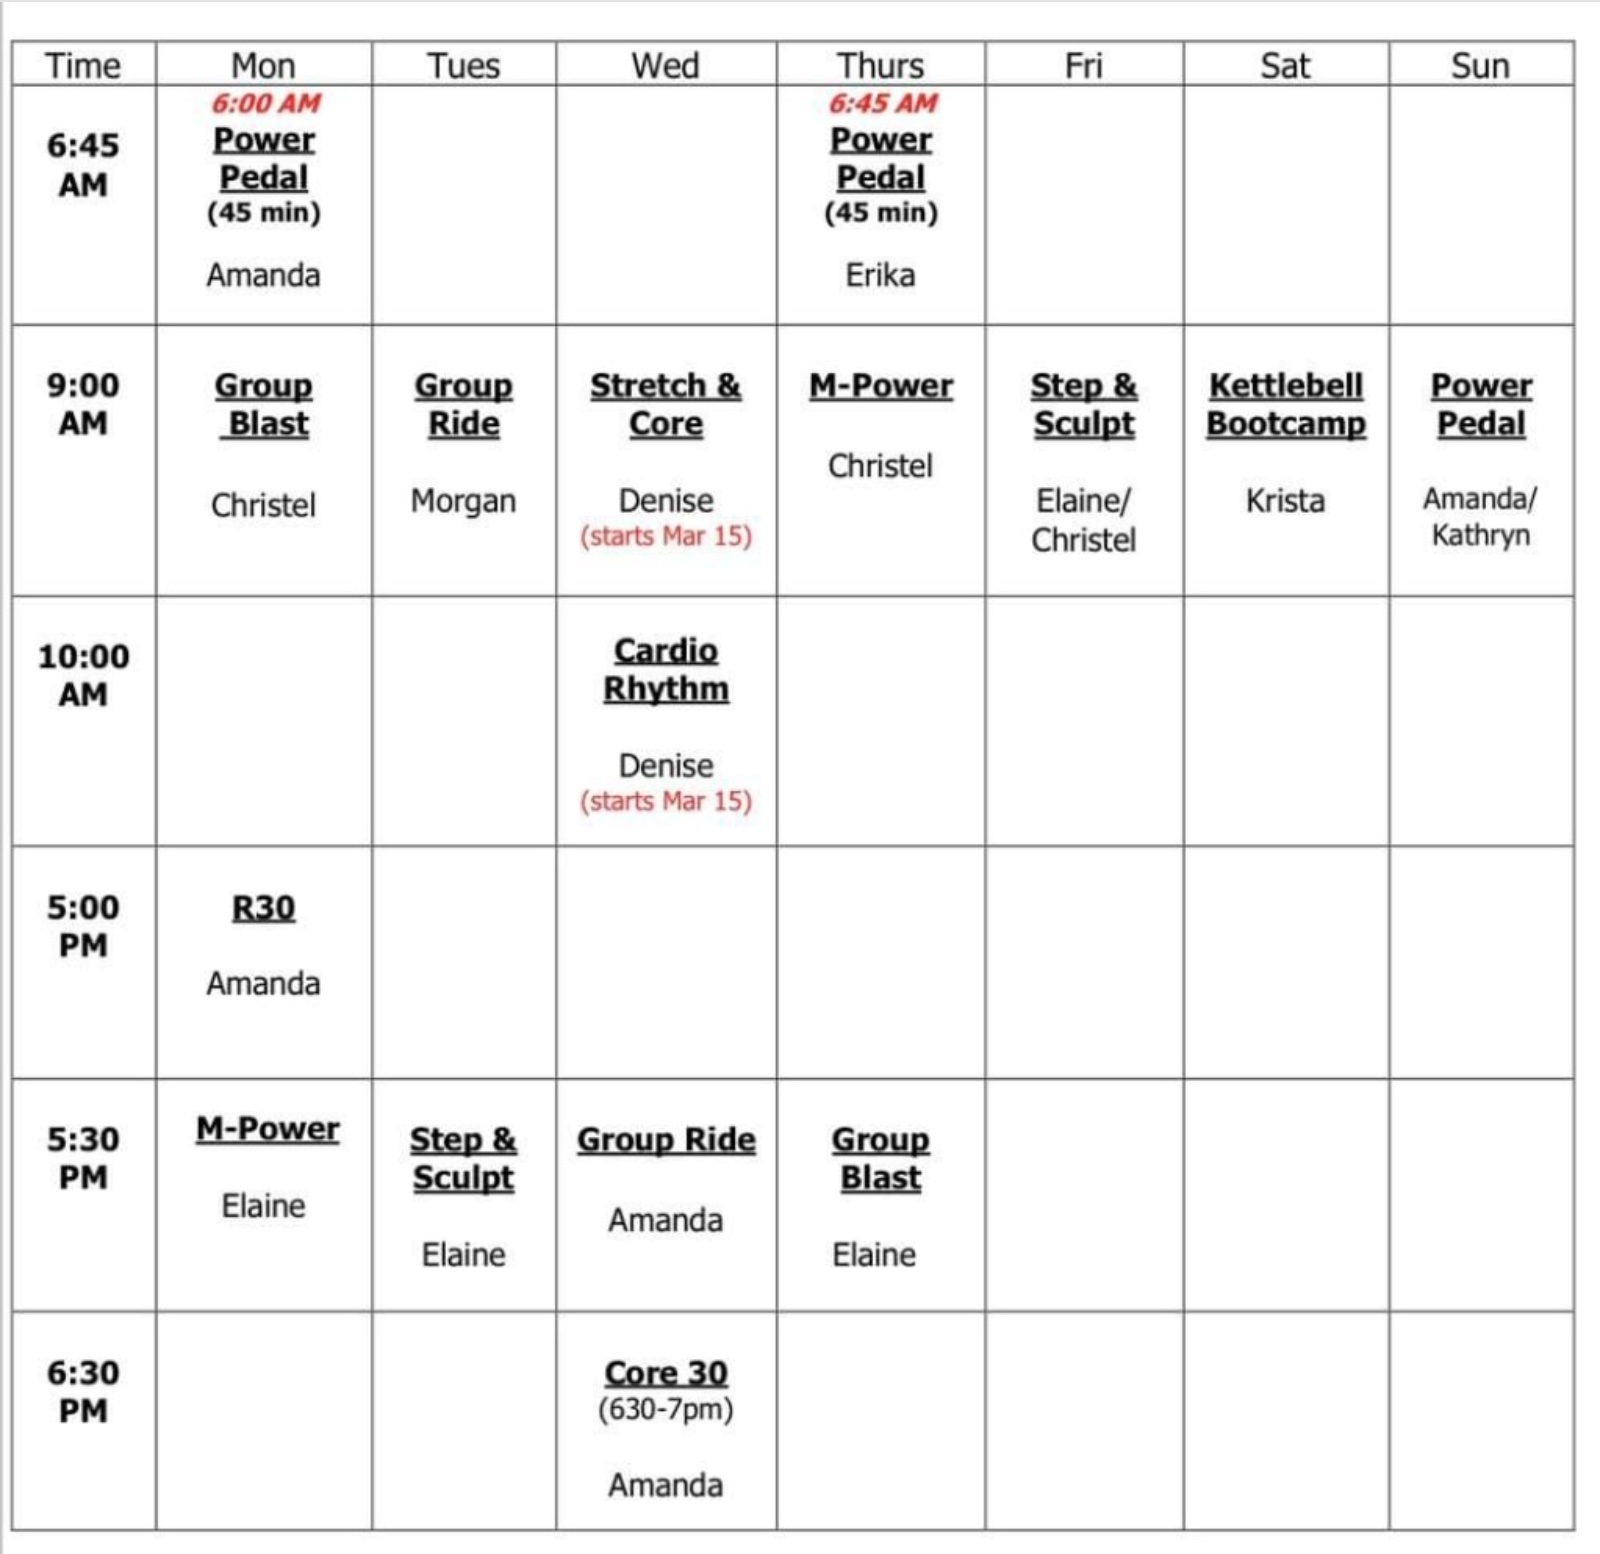 Time Mon Tues Wed Thurs Fri Sat Sun
6:45
AM
6:00 AM
Power
Pedal
(45 min)
Amanda
6:45 AM
Power
Pedal
(45 min)
Erika
9:00
AM
Group
Blast
Christel
Group
Ride
Morgan
Stretch &
Core
Denise
(starts Mar 15)
M-Power
Christel
Step &
Sculpt
Elaine/
Christel
Kettlebell
Bootcamp
Krista
Power
Pedal
Amanda/
Kathryn
10:00
AM
Cardio
Rhythm
Denise
(starts Mar 15)
5:00
PM
R30
Amanda
5:30
PM
M-Power
Elaine
Step &
Sculpt
Elaine
Group Ride
Amanda
Group
Blast
Elaine
6:30
PM
Core 30
(630-7pm)
Amanda